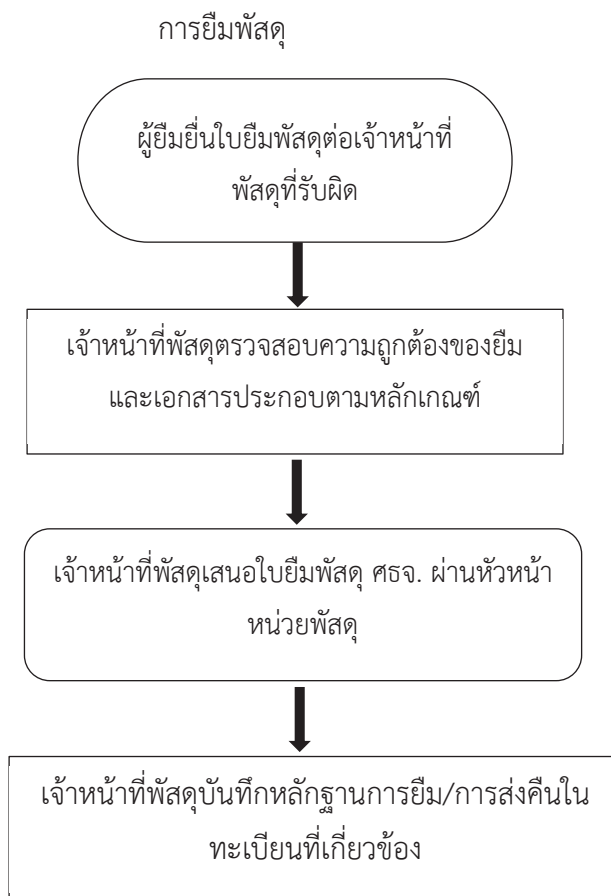 การยืมพัสดุ
ผู้ยืมยื่นใบยืมพัสดุต่อเจ้าหน้าที่
พัสดุที่รับผิด
เจ้าหน้าที่พัสดุตรวจสอบความถูกต้องของยืม
และเอกสารประกอบตามหลักเกณฑ์
เจ้าหน้าที่พัสดุเสนอใบยืมพัสดุ ศธจ. ผ่านหัวหน้า
หน่วยพัสดุ
เจ้าหน้าที่พัสดุบันทึกหลักฐานการยืม/การส่งคืนใน
ทะเบียนที่เกี่ยวข้อง